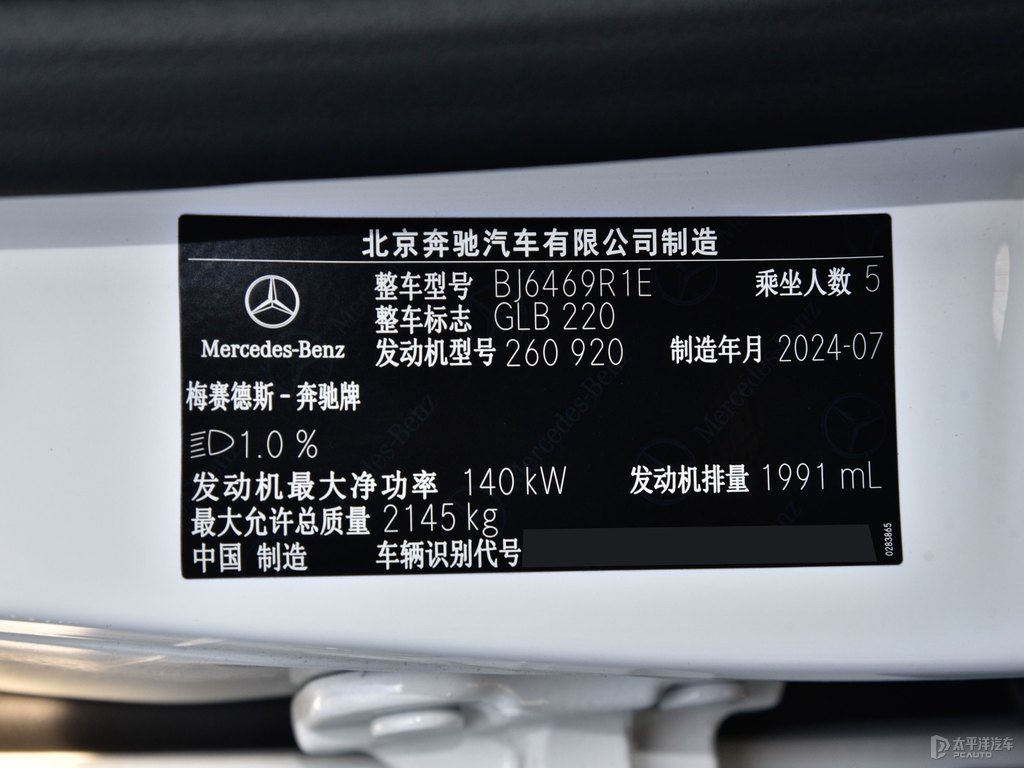 北京奔驰汽车有限公司制造
整车型号 BJ6469R1E 乘坐人数 5
整车标志 GLB 220
Mercedes-Benz 发动机型号 260 920 制造年月 2024-07
梅赛德斯-奔驰牌
1.0 %
发动机最大净功率 140 kW 发动机排量 1991 mL
最大允许总质量 2145 kg
中国 制造 车辆识别代号
0283865
Mercedes-Benz
Mercedes-Benz
太平洋汽车
PCAUTO